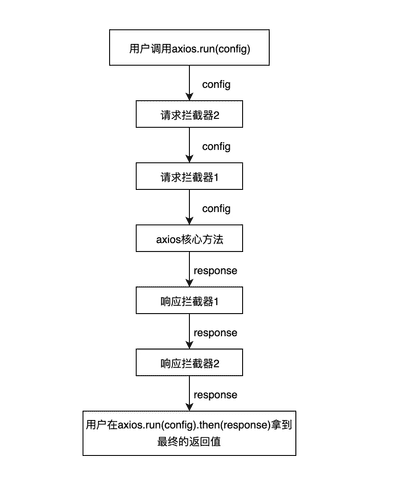 用户调用axios.run(config)
config
请求拦截器2
config
请求拦截器1
config
axios核心方法
response
响应拦截器1
response
响应拦截器2
response
用户在axios.run(config).then(response)拿到
最终的返回值